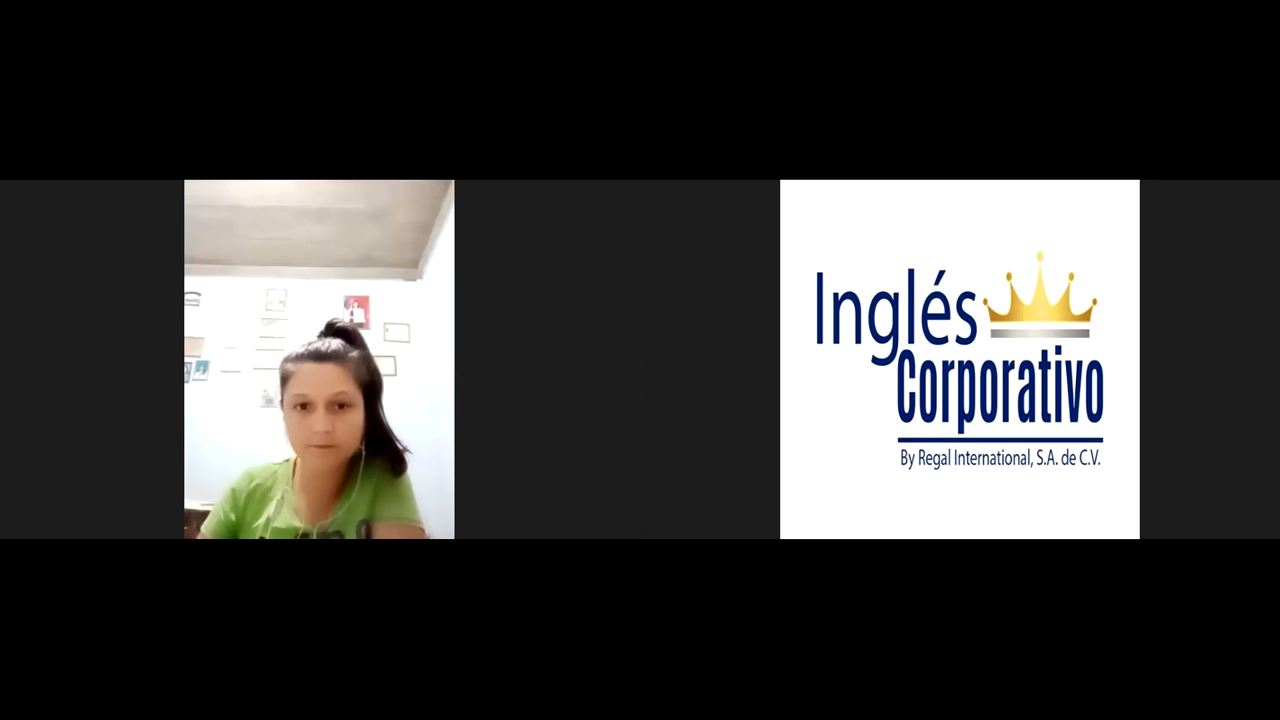 Inglés
Corporativo
By Regal International, S.A. de C.V.